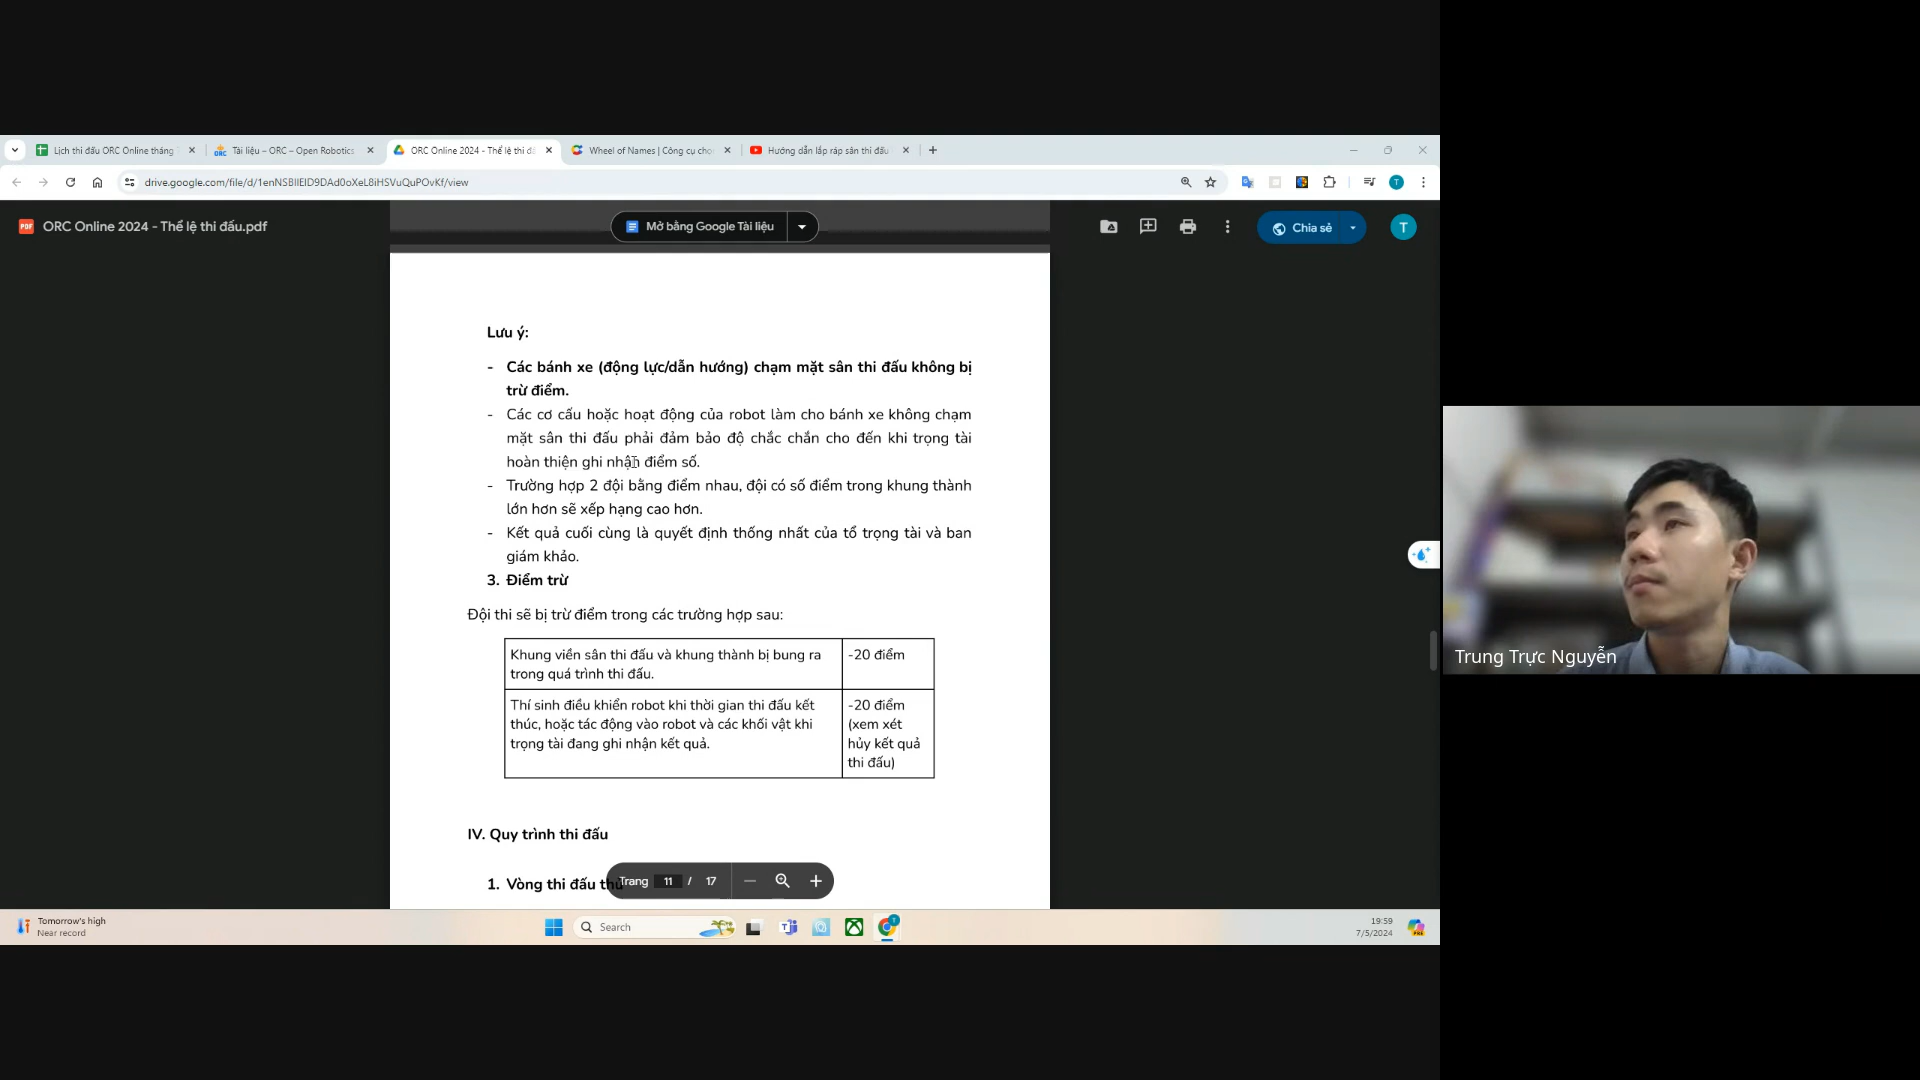 Lịch thi đấu ORC Online tháng
Tài liệu – ORC – Open Robotics
ORC Online 2024 - Thể lệ thi đấ
Wheel of Names | Công cụ cho
Hướng dẫn lắp ráp sân thi đấu
drive.google.com/file/d/1enNSBIIEID9DAd0oXeL8iHSVuQuPOvKf/view
PDF
ORC Online 2024 - Thể lệ thi đấu.pdf
Mở bằng Google Tài liệu
Chia sẻ
T
Lưu ý:
- Các bánh xe (động lực/dẫn hướng) chạm mặt sân thi đấu không bị
trừ điểm.
- Các cơ cấu hoặc hoạt động của robot làm cho bánh xe không chạm
mặt sân thi đấu phải đảm bảo độ chắc chắn cho đến khi trọng tài
hoàn thiện ghi nhận điểm số.
- Trường hợp 2 đội bằng điểm nhau, đội có số điểm trong khung thành
lớn hơn sẽ xếp hạng cao hơn.
- Kết quả cuối cùng là quyết định thống nhất của tổ trọng tài và ban
giám khảo.
3. Điểm trừ
Đội thi sẽ bị trừ điểm trong các trường hợp sau:
Khung viền sân thi đấu và khung thành bị bung ra
trong quá trình thi đấu.
-20 điểm
Thí sinh điều khiển robot khi thời gian thi đấu kết
thúc, hoặc tác động vào robot và các khối vật khi
trọng tài đang ghi nhận kết quả.
-20 điểm
(xem xét
hủy kết quả
thi đấu)
IV. Quy trình thi đấu
1. Vòng thi đấu thủ
Trang 11 / 17
Trung Trực Nguyễn
Tomorrow's high
Near record
Search
19:59
7/5/2024